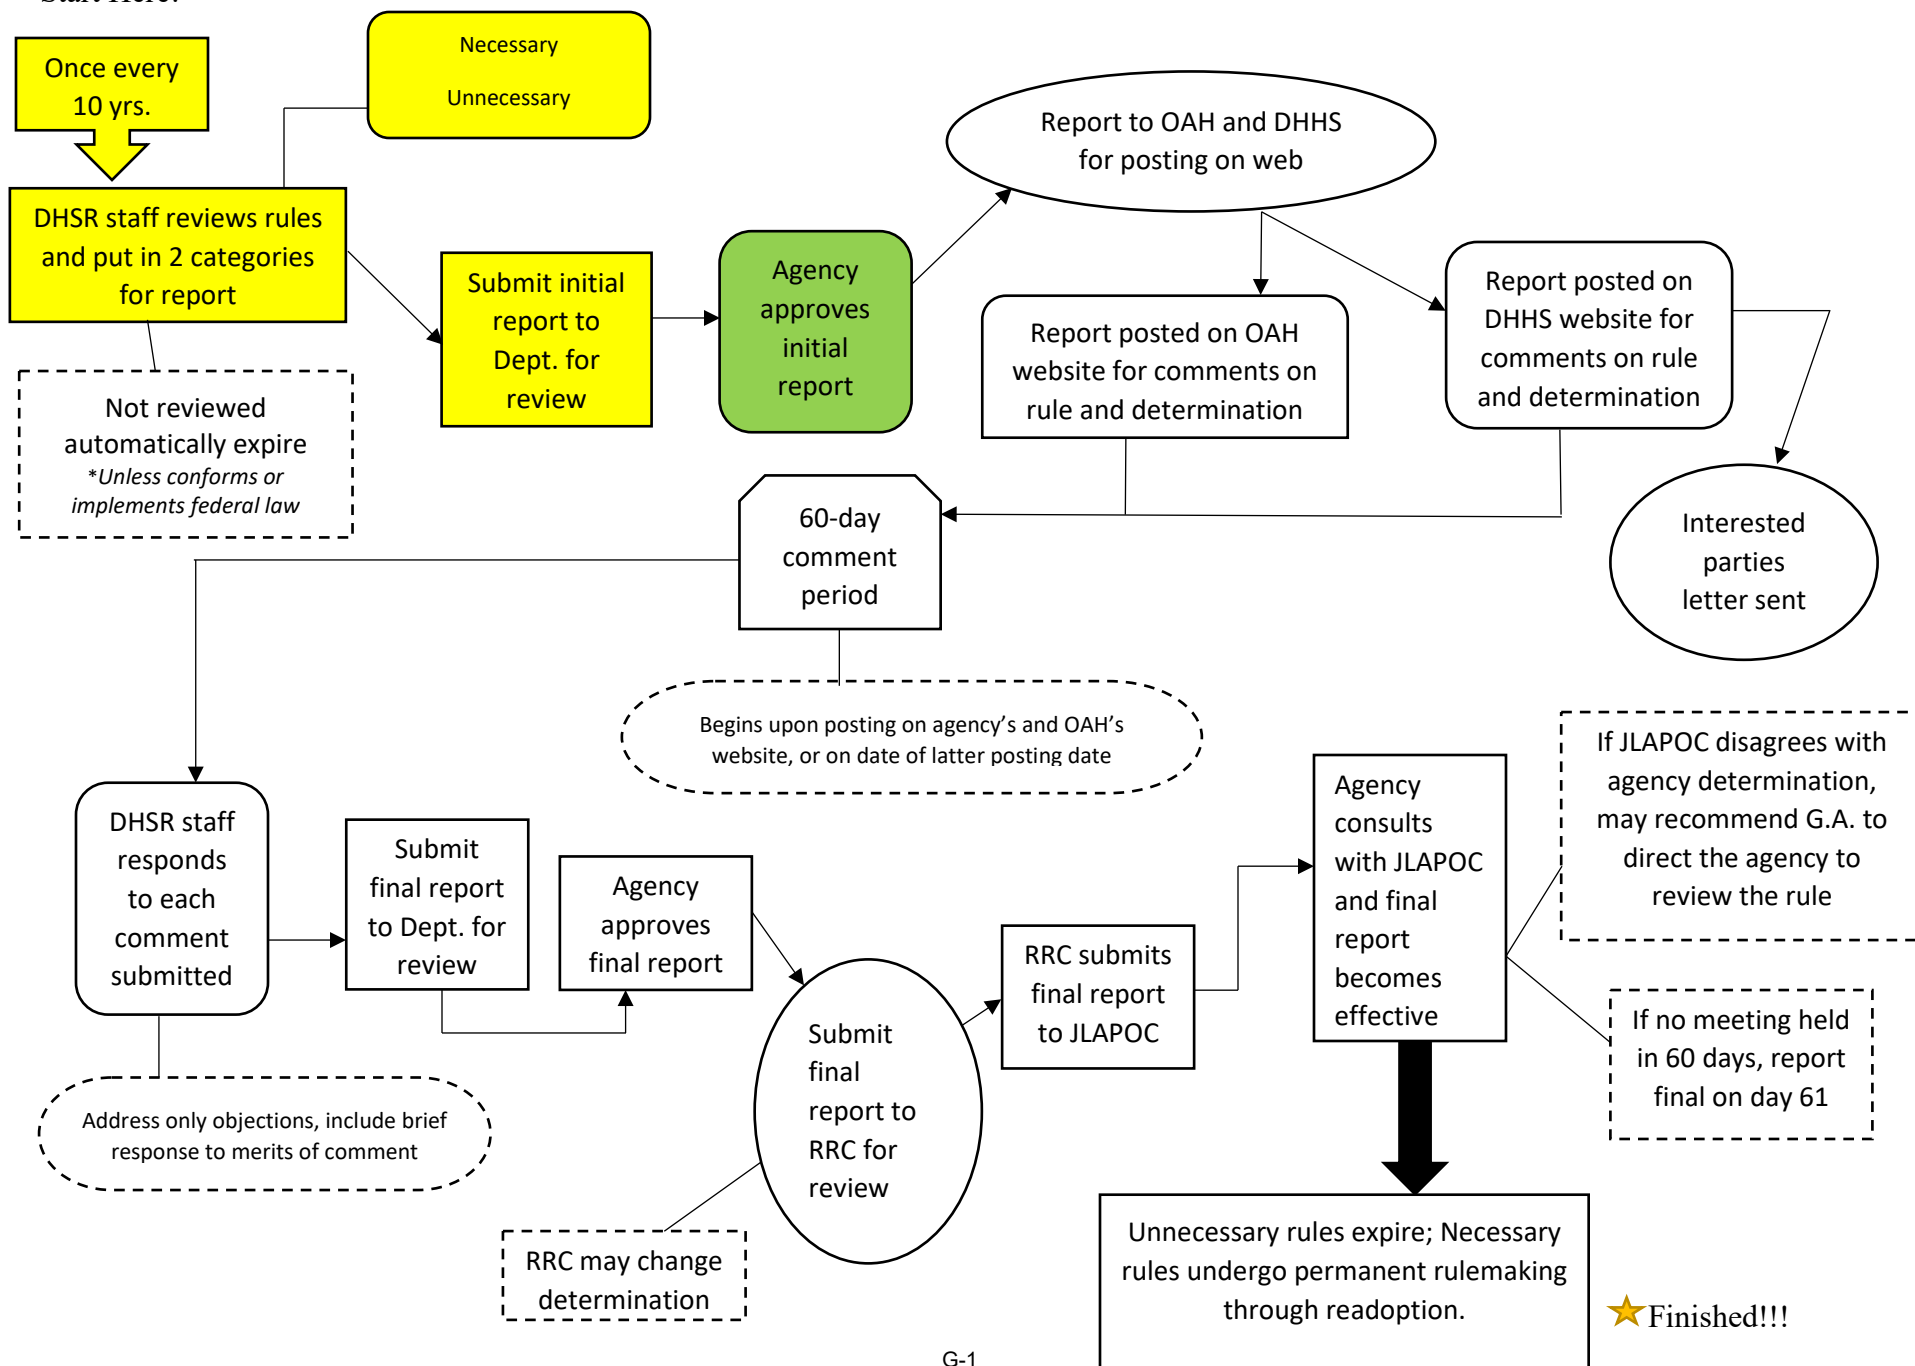 Start Here!
Once every
10 yrs.
Necessary
Unnecessary
DHSR staff reviews rules
and put in 2 categories
for report
Not reviewed
automatically expire
*Unless conforms or
implements federal law
Submit initial
report to
Dept. for
review
Agency
approves
initial
report
Report to OAH and DHHS
for posting on web
Report posted on OAH
website for comments on
rule and determination
Report posted on
DHHS website for
comments on rule
and determination
Interested
parties
letter sent
60-day
comment
period
Begins upon posting on agency’s and OAH’s
website, or on date of latter posting date
DHSR staff
responds
to each
comment
submitted
Address only objections, include brief
response to merits of comment
Submit
final report
to Dept. for
review
Agency
approves
final report
Submit
final
report to
RRC for
review
RRC may change
determination
RRC submits
final report
to JLAPOC
Agency
consults
with JLAPOC
and final
report
becomes
effective
If JLAPOC disagrees with
agency determination,
may recommend G.A. to
direct the agency to
review the rule
If no meeting held
in 60 days, report
final on day 61
Unnecessary rules expire; Necessary
rules undergo permanent rulemaking
through readoption.
Finished!!!
G-1